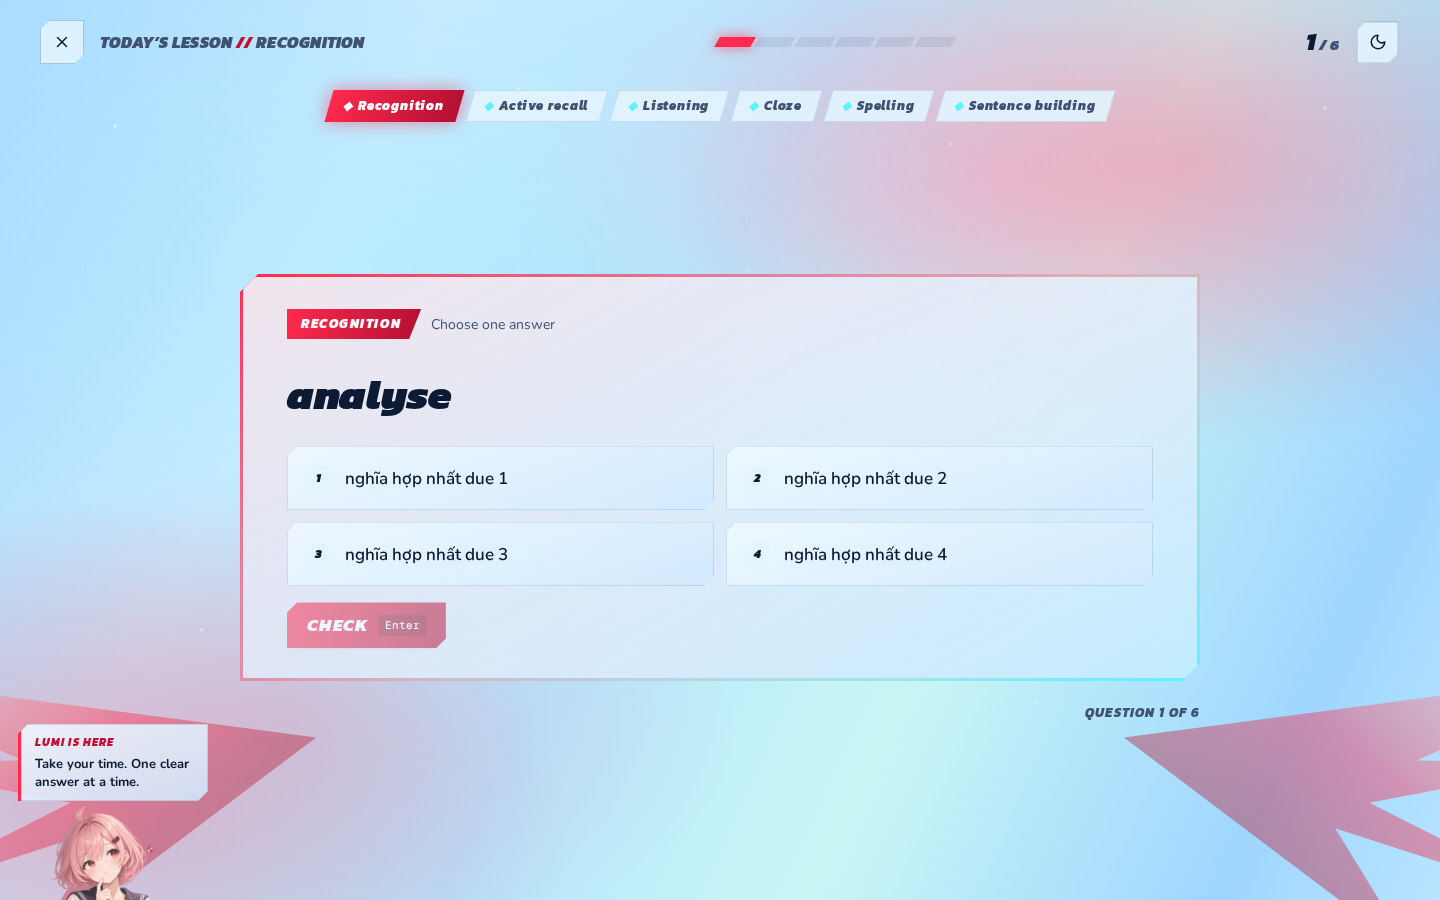 TODAY'S LESSON // RECOGNITION
1 / 6
Recognition
Active recall
Listening
Cloze
Spelling
Sentence building
RECOGNITION
Choose one answer
analyse
1 nghĩa hợp nhất due 1
2 nghĩa hợp nhất due 2
3 nghĩa hợp nhất due 3
4 nghĩa hợp nhất due 4
CHECK Enter
QUESTION 1 OF 6
LUMI IS HERE
Take your time. One clear
answer at a time.